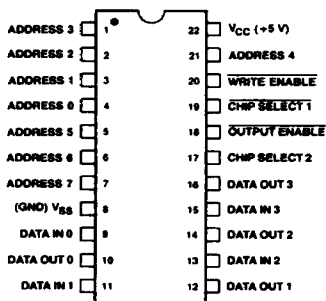 ADDRESS 3 1 22 VCC (+5 V)
ADDRESS 2 2 21 ADDRESS 4
ADDRESS 1 3 20 WRITE ENABLE
ADDRESS 0 4 19 CHIP SELECT 1
ADDRESS 5 5 18 OUTPUT ENABLE
ADDRESS 6 6 17 CHIP SELECT 2
ADDRESS 7 7 16 DATA OUT 3
(GND) VSS 8 15 DATA IN 3
DATA IN 0 9 14 DATA OUT 2
DATA OUT 0 10 13 DATA IN 2
DATA IN 1 11 12 DATA OUT 1